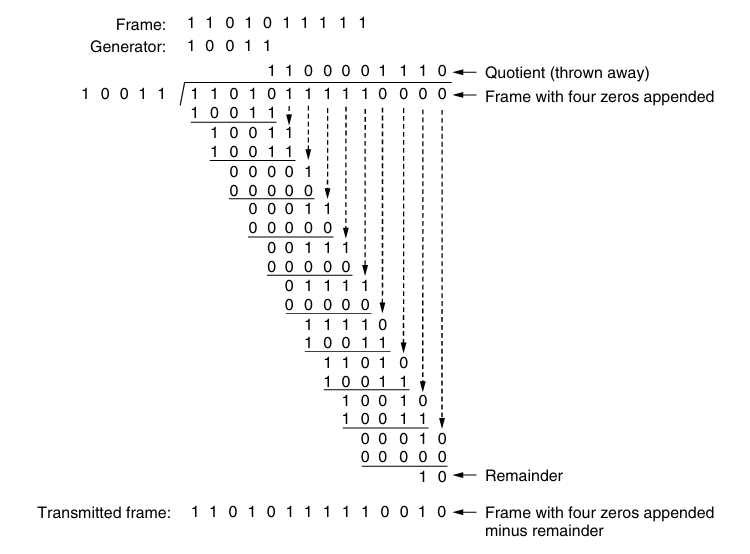 Frame: 1 1 0 1 0 1 1 1 1 1
Generator: 1 0 0 1 1
1 1 0 0 0 0 1 1 1 0 Quotient (thrown away)
1 0 0 1 1 1 1 0 1 0 1 1 1 1 1 0 0 0 0 Frame with four zeros appended
1 0 0 1 1
1 0 0 1 1
1 0 0 1 1
0 0 0 0 1
0 0 0 0 0
0 0 0 1 1
0 0 0 0 0
0 0 1 1 1
0 0 0 0 0
0 1 1 1 1
0 0 0 0 0
1 1 1 1 0
1 0 0 1 1
1 1 0 1 0
1 0 0 1 1
1 0 0 1 0
1 0 0 1 1
0 0 0 1 0
0 0 0 0 0
1 0 Remainder
Transmitted frame: 1 1 0 1 0 1 1 1 1 1 0 0 1 0 Frame with four zeros appended
minus remainder